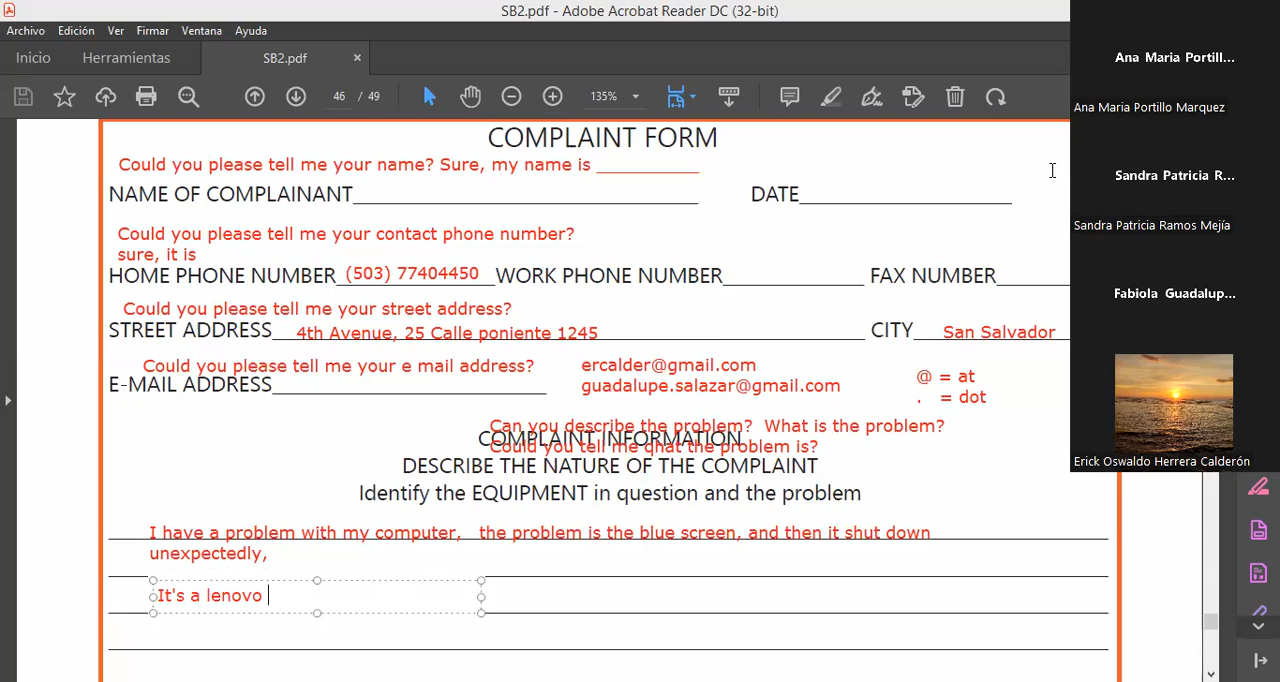 SB2.pdf - Adobe Acrobat Reader DC (32-bit)
Archivo Edición Ver Firmar Ventana Ayuda
Inicio Herramientas SB2.pdf ×
46 / 49 135%
COMPLAINT FORM
Could you please tell me your name? Sure, my name is ___________
NAME OF COMPLAINANT DATE
Could you please tell me your contact phone number?
sure, it is
HOME PHONE NUMBER (503) 77404450 WORK PHONE NUMBER FAX NUMBER
Could you please tell me your street address?
STREET ADDRESS 4th Avenue, 25 Calle poniente 1245 CITY San Salvador
Could you please tell me your e mail address? ercalder@gmail.com
E-MAIL ADDRESS guadalupe.salazar@gmail.com
@ = at
. = dot
Can you describe the problem? What is the problem?
COMPLAINT INFORMATION
Could you tell me qhat the problem is?
DESCRIBE THE NATURE OF THE COMPLAINT
Identify the EQUIPMENT in question and the problem
I have a problem with my computer, the problem is the blue screen, and then it shut down
unexpectedly,
It's a lenovo
Ana Maria Portill...
Ana Maria Portillo Marquez
Sandra Patricia R...
Sandra Patricia Ramos Mejía
Fabiola Guadalup...
Erick Oswaldo Herrera Calderón